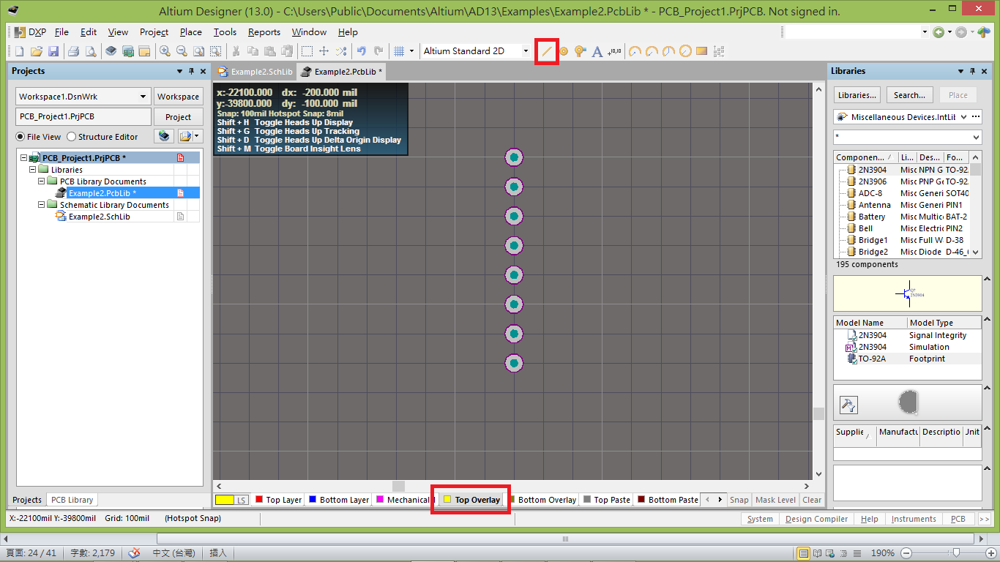 Altium Designer (13.0) - C:\Users\Public\Documents\Altium\AD13\Examples\Example2.PcbLib * - PCB_Project1.PrjPCB. Not signed in.
DXP File Edit View Project Place Tools Reports Window Help
Altium Standard 2D
A +10,10
Projects
Example2.SchLib Example2.PcbLib *
Libraries
Workspace1.DsnWrk Workspace
PCB_Project1.PrjPCB Project
File View Structure Editor
PCB_Project1.PrjPCB *
Libraries
PCB Library Documents
Example2.PcbLib *
Schematic Library Documents
Example2.SchLib
x:-22100.000 dx: -200.000 mil
y:-39800.000 dy: -100.000 mil
Snap: 100mil Hotspot Snap: 8mil
Shift + H Toggle Heads Up Display
Shift + G Toggle Heads Up Tracking
Shift + D Toggle Heads Up Delta Origin Display
Shift + M Toggle Board Insight Lens
Libraries... Search... Place
Miscellaneous Devices.IntLib ...
*
Compone... Li... Des... Fo...
2N3904 Misc NPN G TO-92
2N3906 Misc PNP Ge TO-92
ADC-8 Misc Generi SOT40
Antenna Misc Generi PIN1
Battery Misc Multice BAT-2
Bell Misc Electric PIN2
Bridge1 Misc Full W D-38
Bridge2 Misc Diode D-46_6
195 components
2N3904
Model Name Model Type
2N3904 Signal Integrity
2N3904 Simulation
TO-92A Footprint
Supplie Manufactu Descriptio Jnit
Projects PCB Library
LS Top Layer Bottom Layer Mechanical Top Overlay Bottom Overlay Top Paste Bottom Paste Snap Mask Level Clear
X:-22100mil Y:-39800mil Grid: 100mil (Hotspot Snap) System Design Compiler Help Instruments PCB >>
頁面: 24 / 41 字數: 2,179 中文 (台灣) 插入 190%